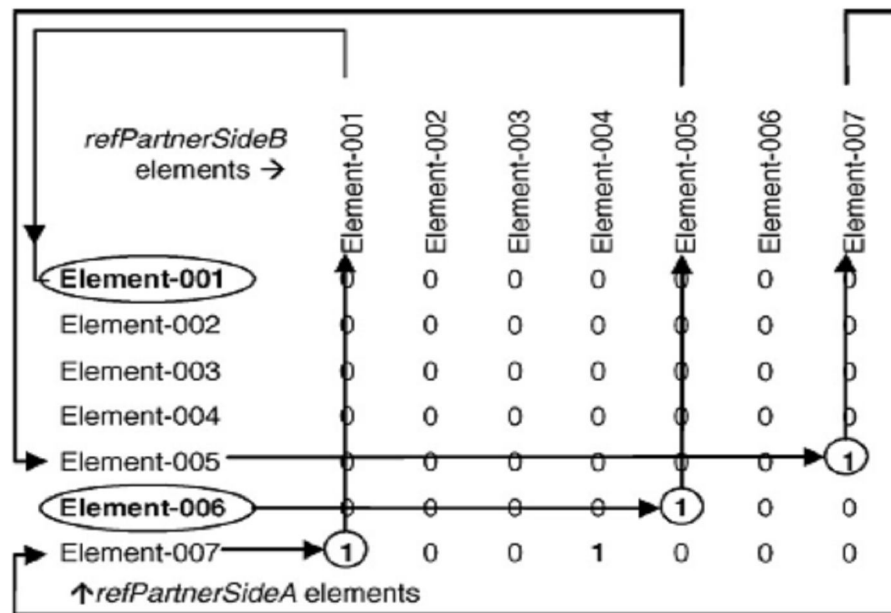 refPartnerSideB
elements →
Element-001
Element-002
Element-003
Element-004
Element-005
Element-006
Element-007
Element-001 0 0 0 0 0 0 0
Element-002 0 0 0 0 0 0 0
Element-003 0 0 0 0 0 0 0
Element-004 0 0 0 0 0 0 0
Element-005 0 0 0 0 0 0 1
Element-006 0 0 0 0 1 0 0
Element-007 1 0 0 1 0 0 0
↑refPartnerSideA elements